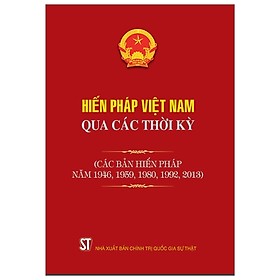 HIẾN PHÁP VIỆT NAM
QUA CÁC THỜI KỲ
(CÁC BẢN HIẾN PHÁP
NĂM 1946, 1959, 1980, 1992, 2013)
ST
NHÀ XUẤT BẢN CHÍNH TRỊ QUỐC GIA SỰ THẬT